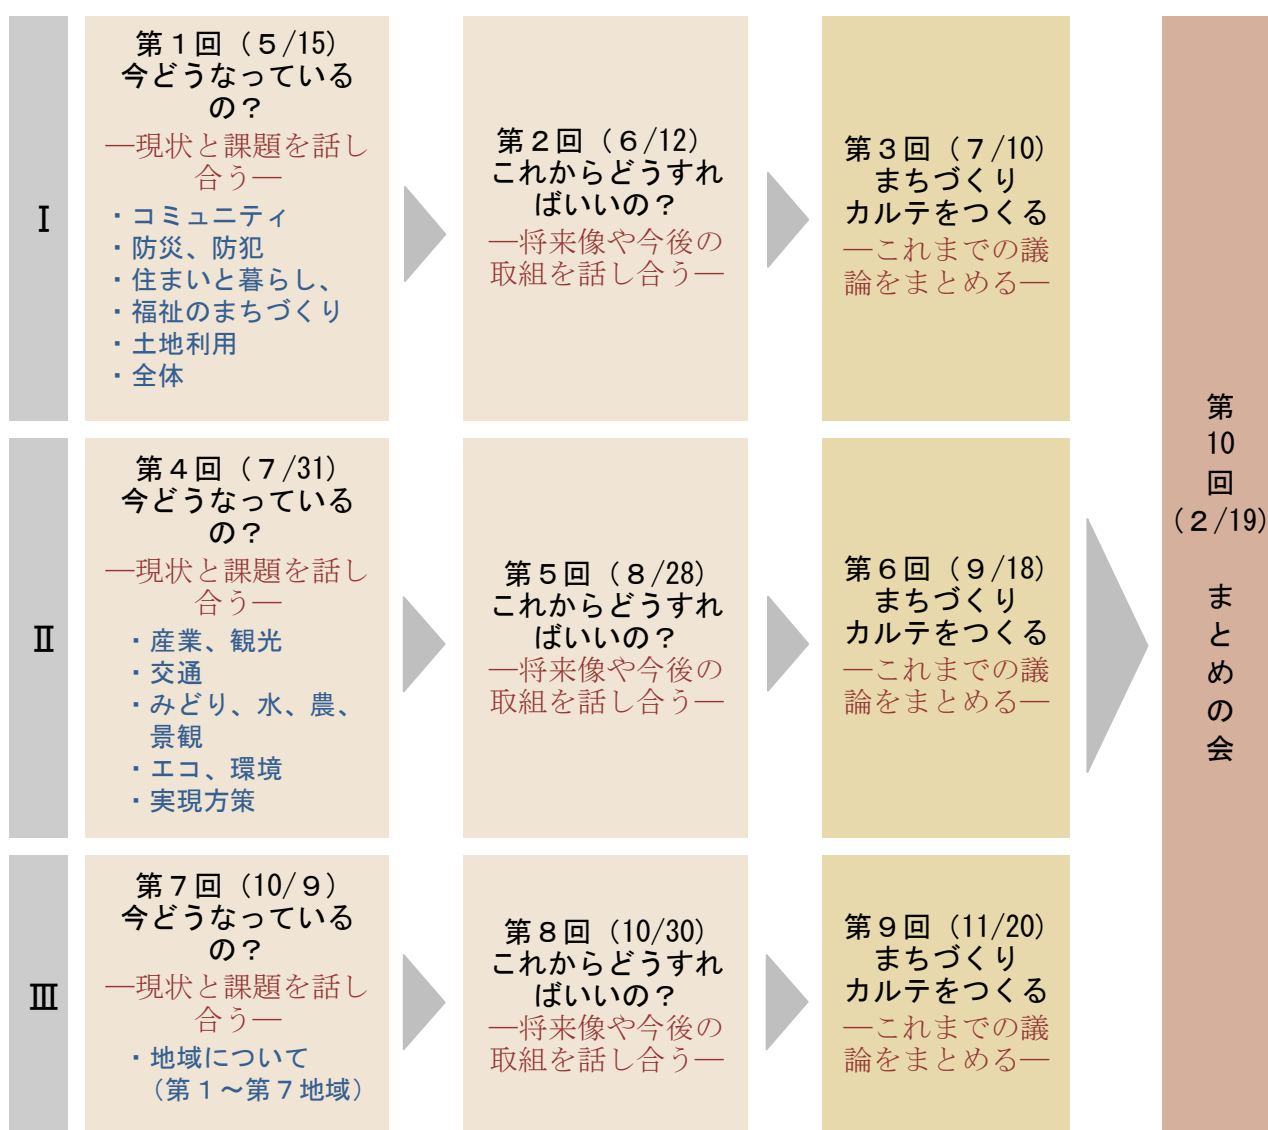 Ⅰ
第１回（５/15）
今どうなっている
の？
―現状と課題を話し
合う―
・コミュニティ
・防災、防犯
・住まいと暮らし、
・福祉のまちづくり
・土地利用
・全体
第２回（６/12）
これからどうすれ
ばいいの？
―将来像や今後の
取組を話し合う―
第３回（７/10）
まちづくり
カルテをつくる
―これまでの議
論をまとめる―
Ⅱ
第４回（７/31）
今どうなっている
の？
―現状と課題を話し
合う―
・産業、観光
・交通
・みどり、水、農、
景観
・エコ、環境
・実現方策
第５回（８/28）
これからどうすれ
ばいいの？
―将来像や今後の
取組を話し合う―
第６回（９/18）
まちづくり
カルテをつくる
―これまでの議
論をまとめる―
Ⅲ
第７回（10/９）
今どうなっている
の？
―現状と課題を話し
合う―
・地域について
（第１～第７地域）
第８回（10/30）
これからどうすれ
ばいいの？
―将来像や今後の
取組を話し合う―
第９回（11/20）
まちづくり
カルテをつくる
―これまでの議
論をまとめる―
第
10
回
（２/19）
ま
と
め
の
会